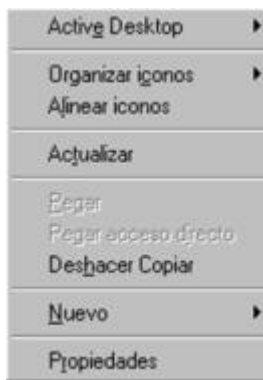 Active Desktop
Organizar iconos
Alinear iconos
Actualizar
Pegar
Pegar acceso directo
Deshacer Copiar
Nuevo
Propiedades